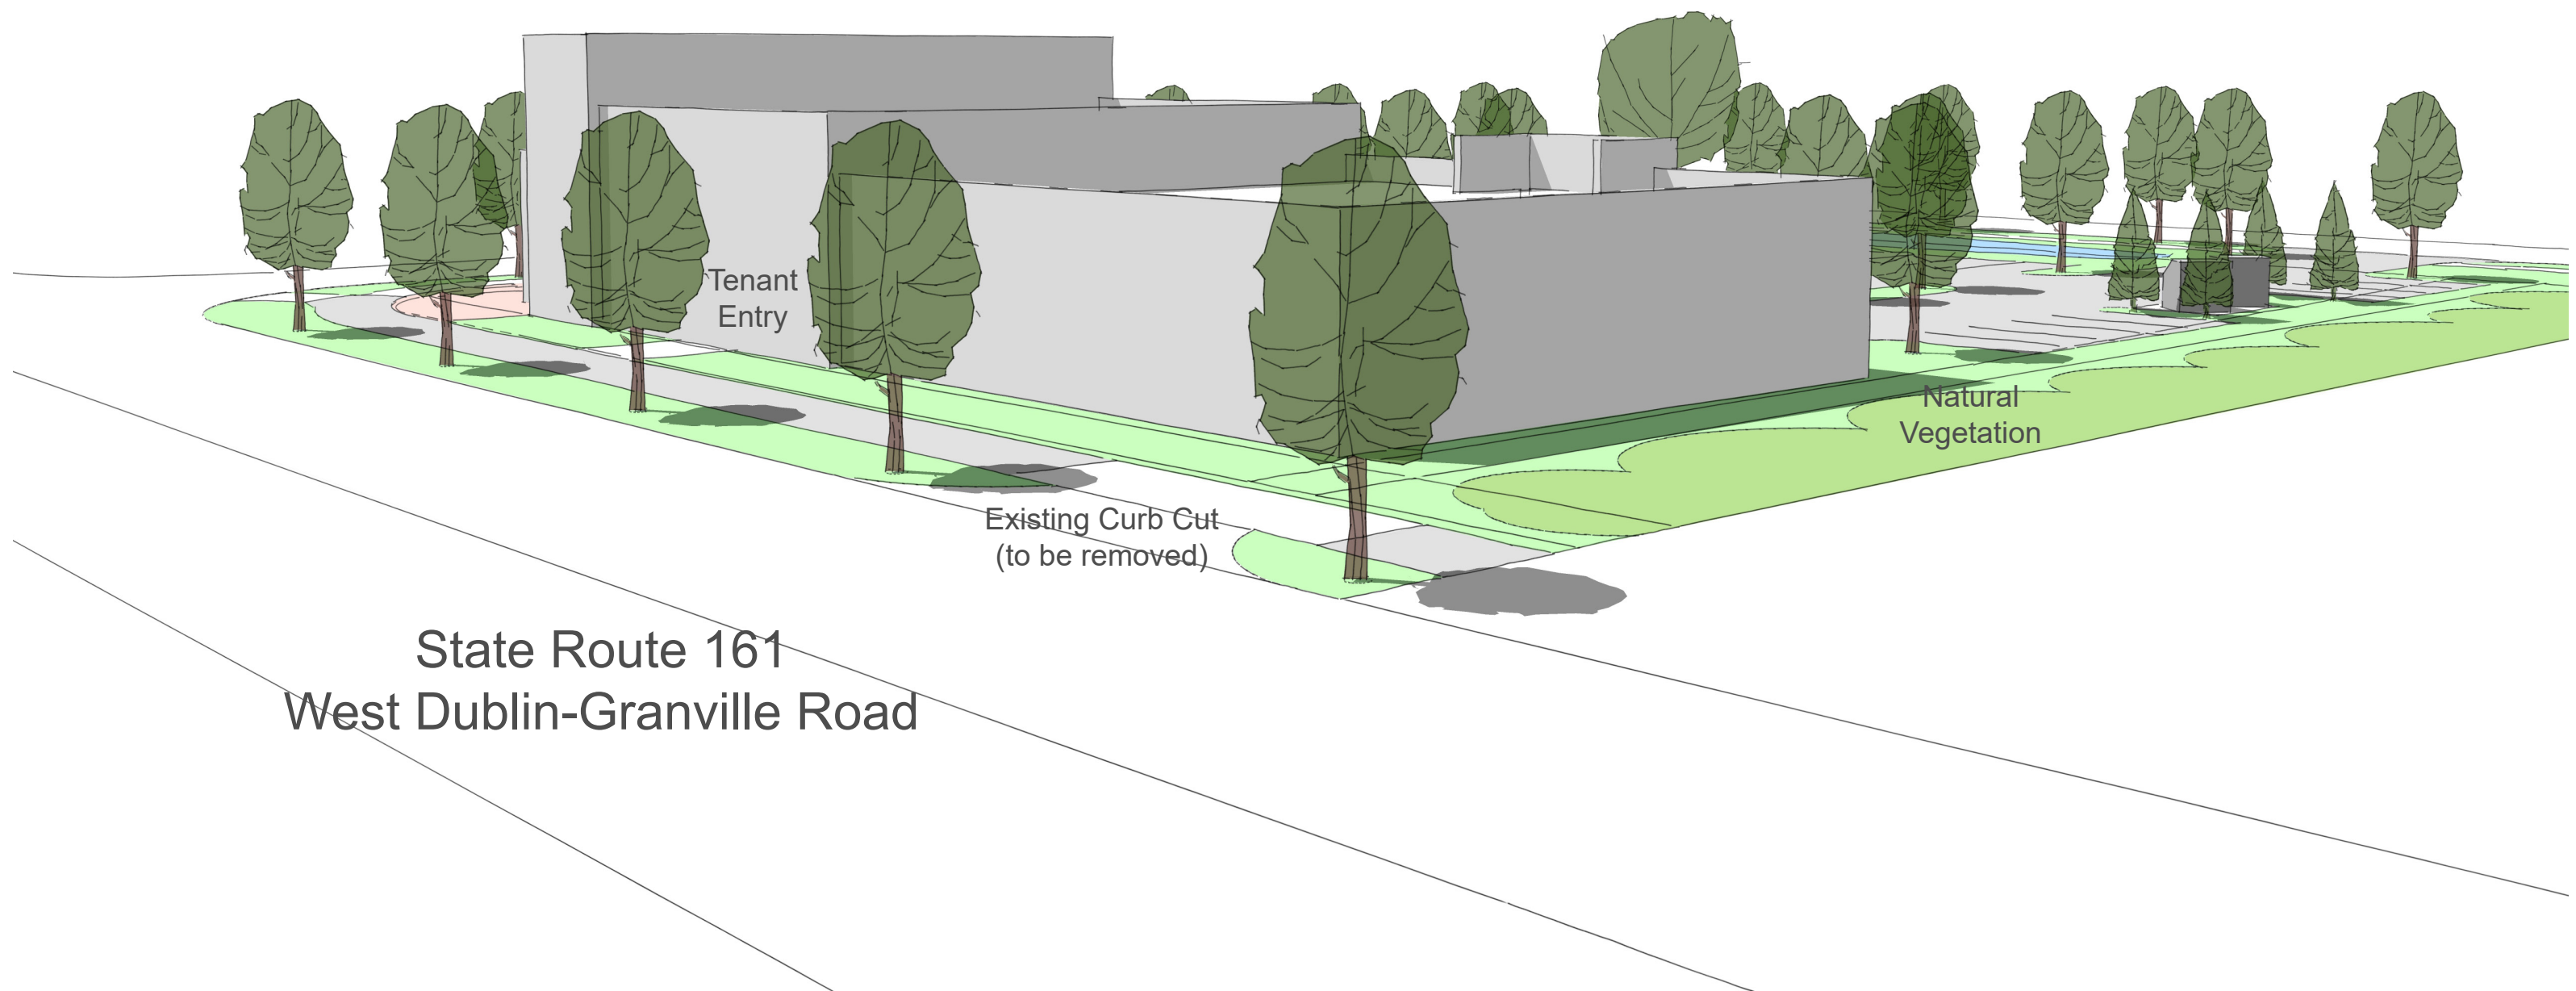 Tenant
Entry
Natural
Vegetation
Existing Curb Cut
(to be removed)
State Route 161
West Dublin-Granville Road